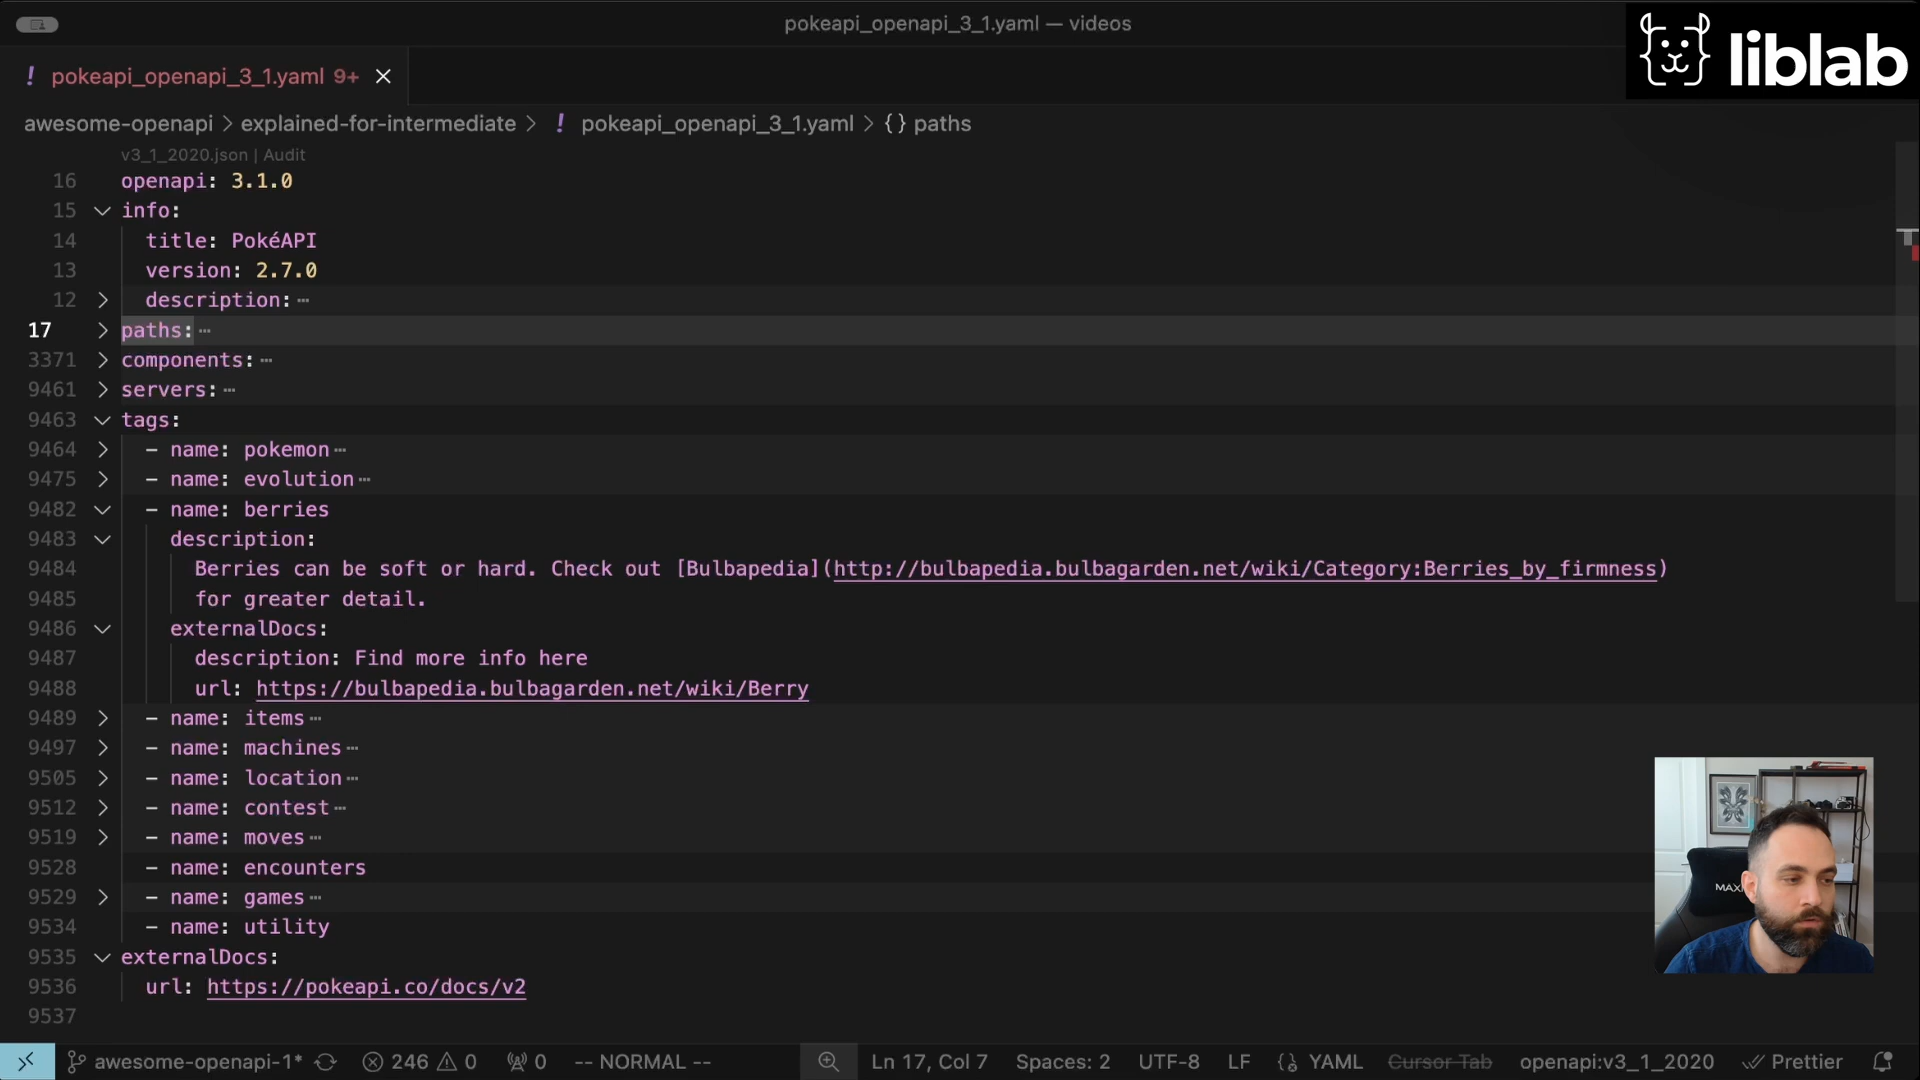 pokeapi_openapi_3_1.yaml — videos
liblab
! pokeapi_openapi_3_1.yaml 9+
awesome-openapi > explained-for-intermediate > ! pokeapi_openapi_3_1.yaml > {} paths
v3_1_2020.json | Audit
16 openapi: 3.1.0
15 info:
14 title: PokéAPI
13 version: 2.7.0
12 description:
17 paths:
3371 components:
9461 servers:
9463 tags:
9464 - name: pokemon
9475 - name: evolution
9482 - name: berries
9483 description:
9484 Berries can be soft or hard. Check out [Bulbapedia](http://bulbapedia.bulbagarden.net/wiki/Category:Berries_by_firmness)
9485 for greater detail.
9486 externalDocs:
9487 description: Find more info here
9488 url: https://bulbapedia.bulbagarden.net/wiki/Berry
9489 - name: items
9497 - name: machines
9505 - name: location
9512 - name: contest
9519 - name: moves
9528 - name: encounters
9529 - name: games
9534 - name: utility
9535 externalDocs:
9536 url: https://pokeapi.co/docs/v2
9537
awesome-openapi-1* 246 0 0 -- NORMAL -- Ln 17, Col 7 Spaces: 2 UTF-8 LF YAML Cursor Tab openapi:v3_1_2020 Prettier